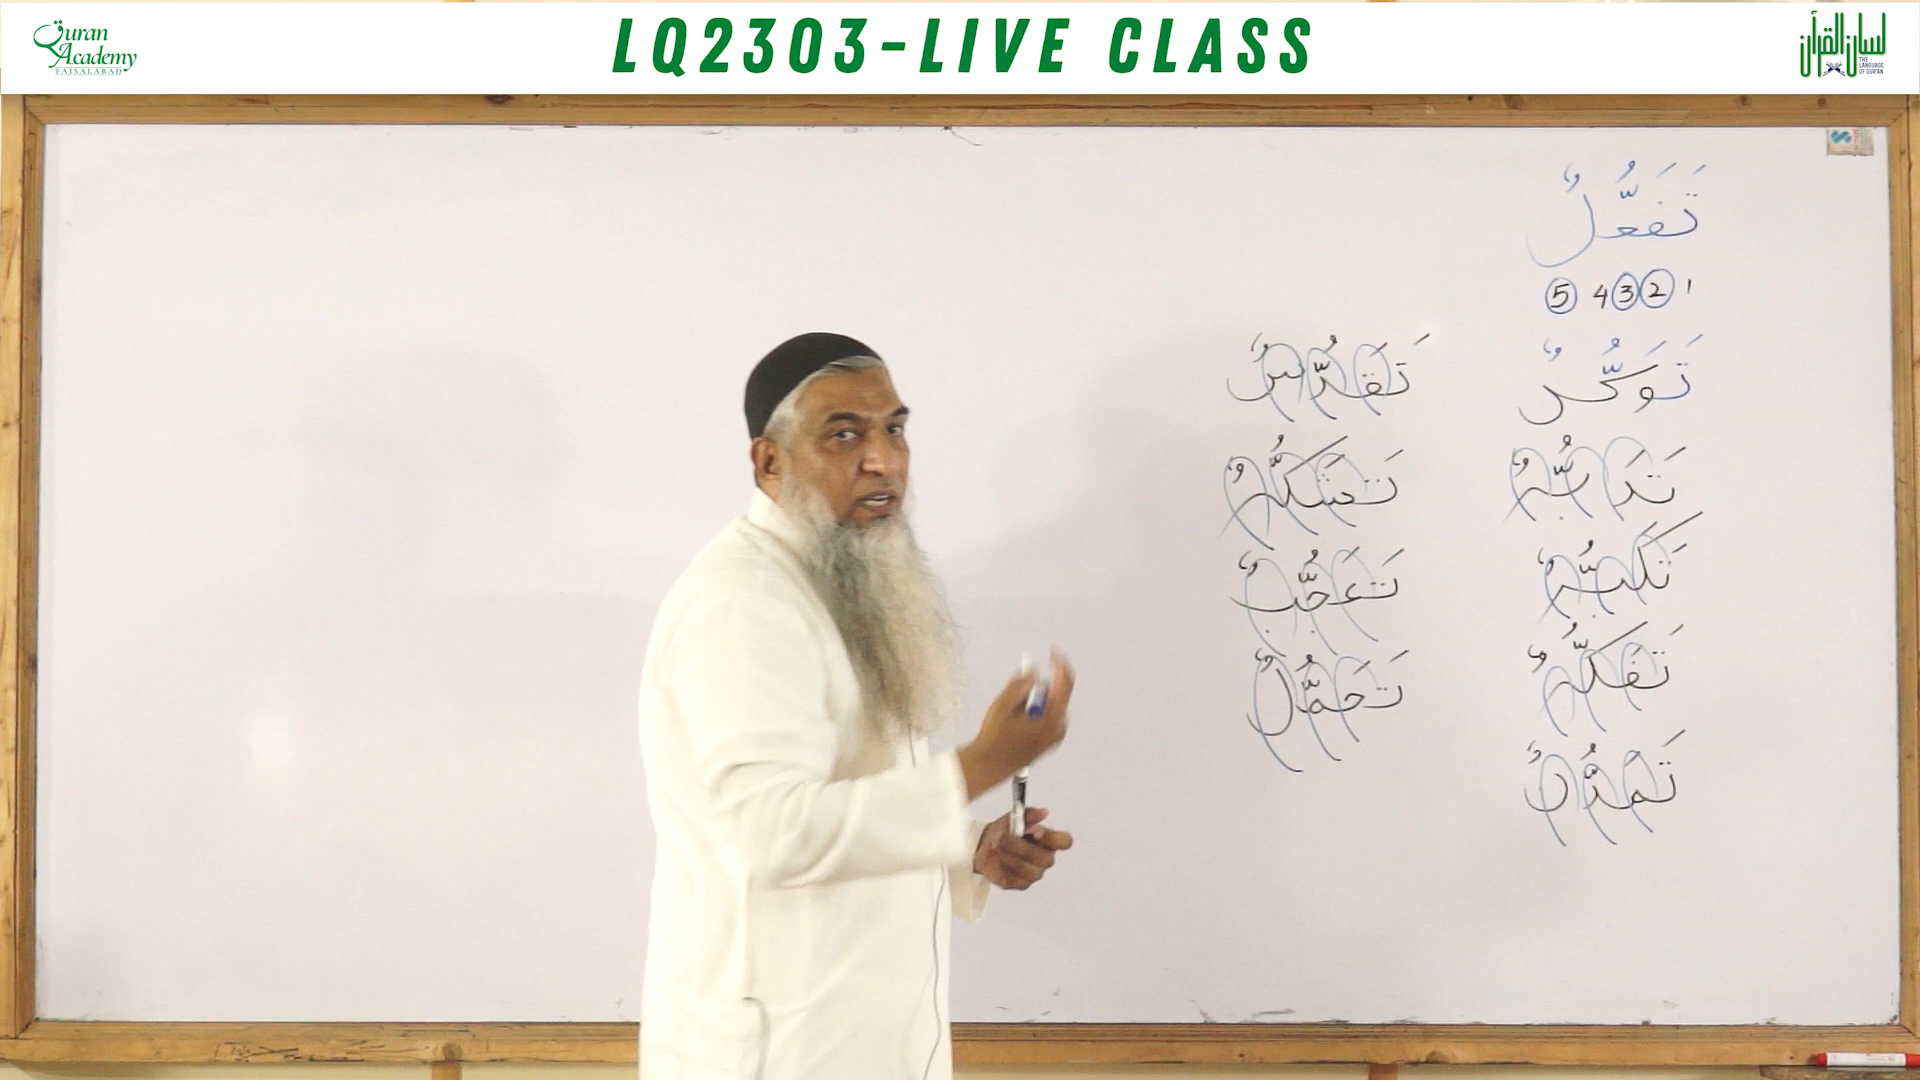 Quran Academy
FAISALABAD
LQ2303-LIVE CLASS
لسان القرآن
THE LANGUAGE OF QUR'AN
تَفَعُّلٌ
1 2 3 4 5
تَوَكُّلٌ
تَدَبُّرٌ
تَكَبُّرٌ
تَفَكُّرٌ
تَمَدُّدٌ
تَقَدُّسٌ
تَشَكُّرٌ
تَعَجُّبٌ
تَحَمُّلٌ